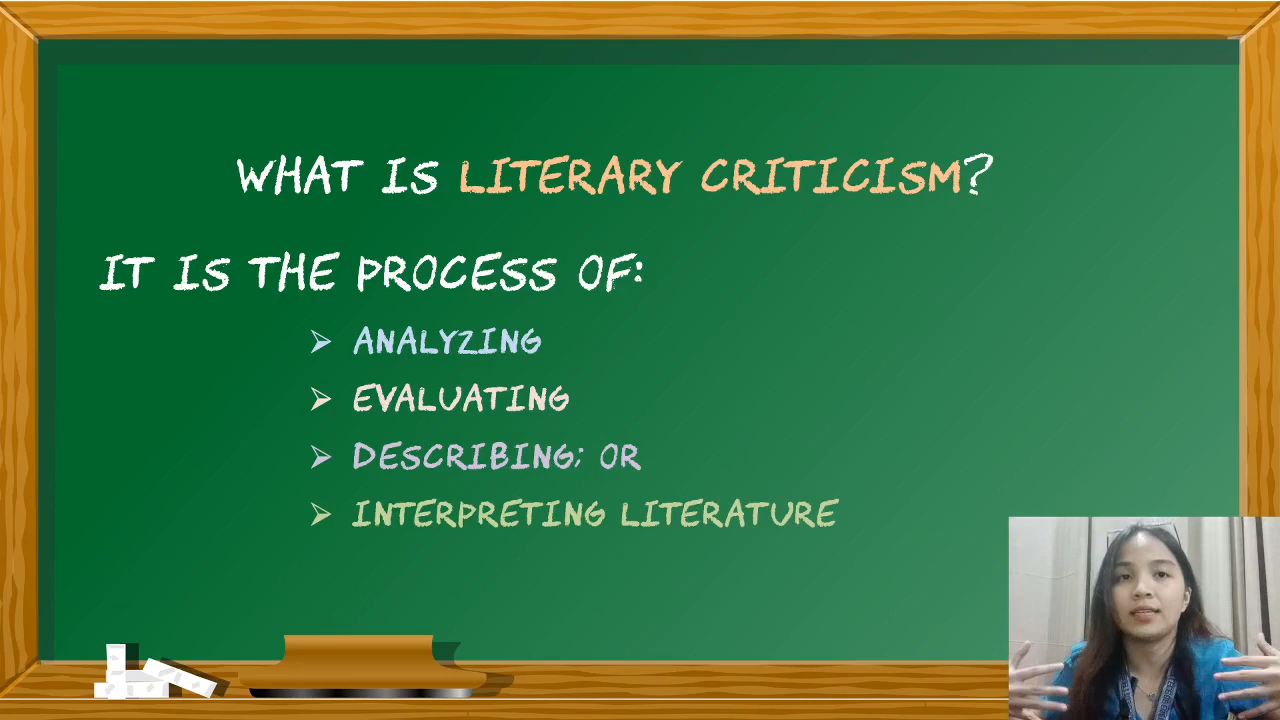 WHAT IS LITERARY CRITICISM?
IT IS THE PROCESS OF:
➢ ANALYZING
➢ EVALUATING
➢ DESCRIBING; OR
➢ INTERPRETING LITERATURE